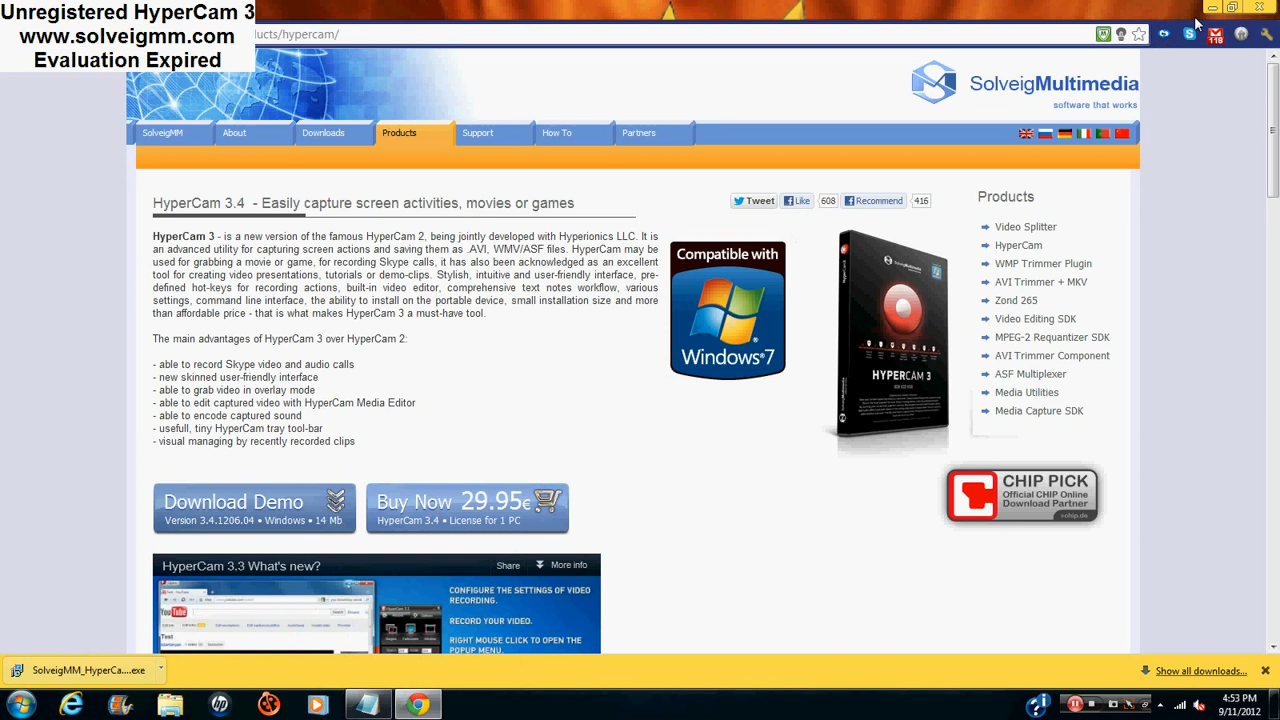 Unregistered HyperCam 3
www.solveigmm.com
Evaluation Expired
ducts/hypercam/
118
SolveigMultimedia
software that works
SolveigMM
About
Downloads
Products
Support
How To
Partners
HyperCam 3.4 - Easily capture screen activities, movies or games
Tweet
Like
608
Recommend
416
HyperCam 3 - is a new version of the famous HyperCam 2, being jointly developed with Hyperionics LLC. It is
an advanced utility for capturing screen actions and saving them as .AVI, WMV/ASF files. HyperCam may be
used for grabbing a movie or game, for recording Skype calls, it has also been acknowledged as an excellent
tool for creating video presentations, tutorials or demo-clips. Stylish, intuitive and user-friendly interface, pre-
defined hot-keys for recording actions, built-in video editor, comprehensive text notes workflow, various
settings, command line interface, the ability to install on the portable device, small installation size and more
than affordable price - that is what makes HyperCam 3 a must-have tool.
The main advantages of HyperCam 3 over HyperCam 2:
- able to record Skype video and audio calls
- new skinned user-friendly interface
- able to grab video in overlay mode
- able to edit captured video with HyperCam Media Editor
- able to encode captured sound
- usefull, tiny HyperCam tray tool-bar
- visual managing by recently recorded clips
Compatible with
Windows 7
HYPERCAM 3
Products
Video Splitter
HyperCam
WMP Trimmer Plugin
AVI Trimmer + MKV
Zond 265
Video Editing SDK
MPEG-2 Requantizer SDK
AVI Trimmer Component
ASF Multiplexer
Media Utilities
Media Capture SDK
CHIP PICK
Official CHIP Online
Download Partner
>chip.de
Download Demo
Version 3.4.1206.04 • Windows • 14 Mb
Buy Now 29.95€
HyperCam 3.4 • License for 1 PC
HyperCam 3.3 What's new?
Share
More info
YouTube
Test
CONFIGURE THE SETTINGS OF VIDEO
RECORDING.
RECORD YOUR VIDEO.
RIGHT MOUSE CLICK TO OPEN THE
POPUP MENU.
SolveigMM_HyperCa....exe
Show all downloads...
4:53 PM
9/11/2012